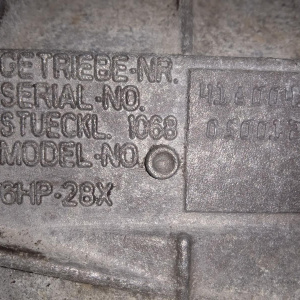 GETRIEBE-NR.
SERIAL-NO.
STUECKL. 1068
MODEL-NO.
6HP-28X